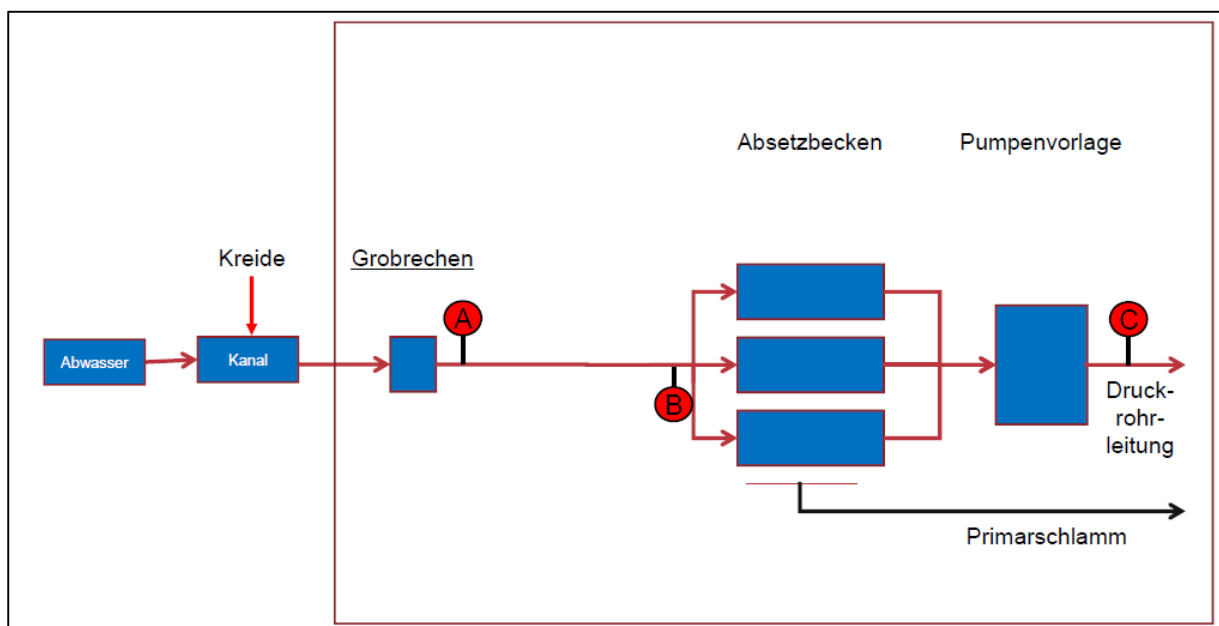 Absetzbecken
Pumpenvorlage
Kreide
Grobrechen
A
C
Abwasser
Kanal
B
Druck-
rohr-
leitung
Primarschlamm